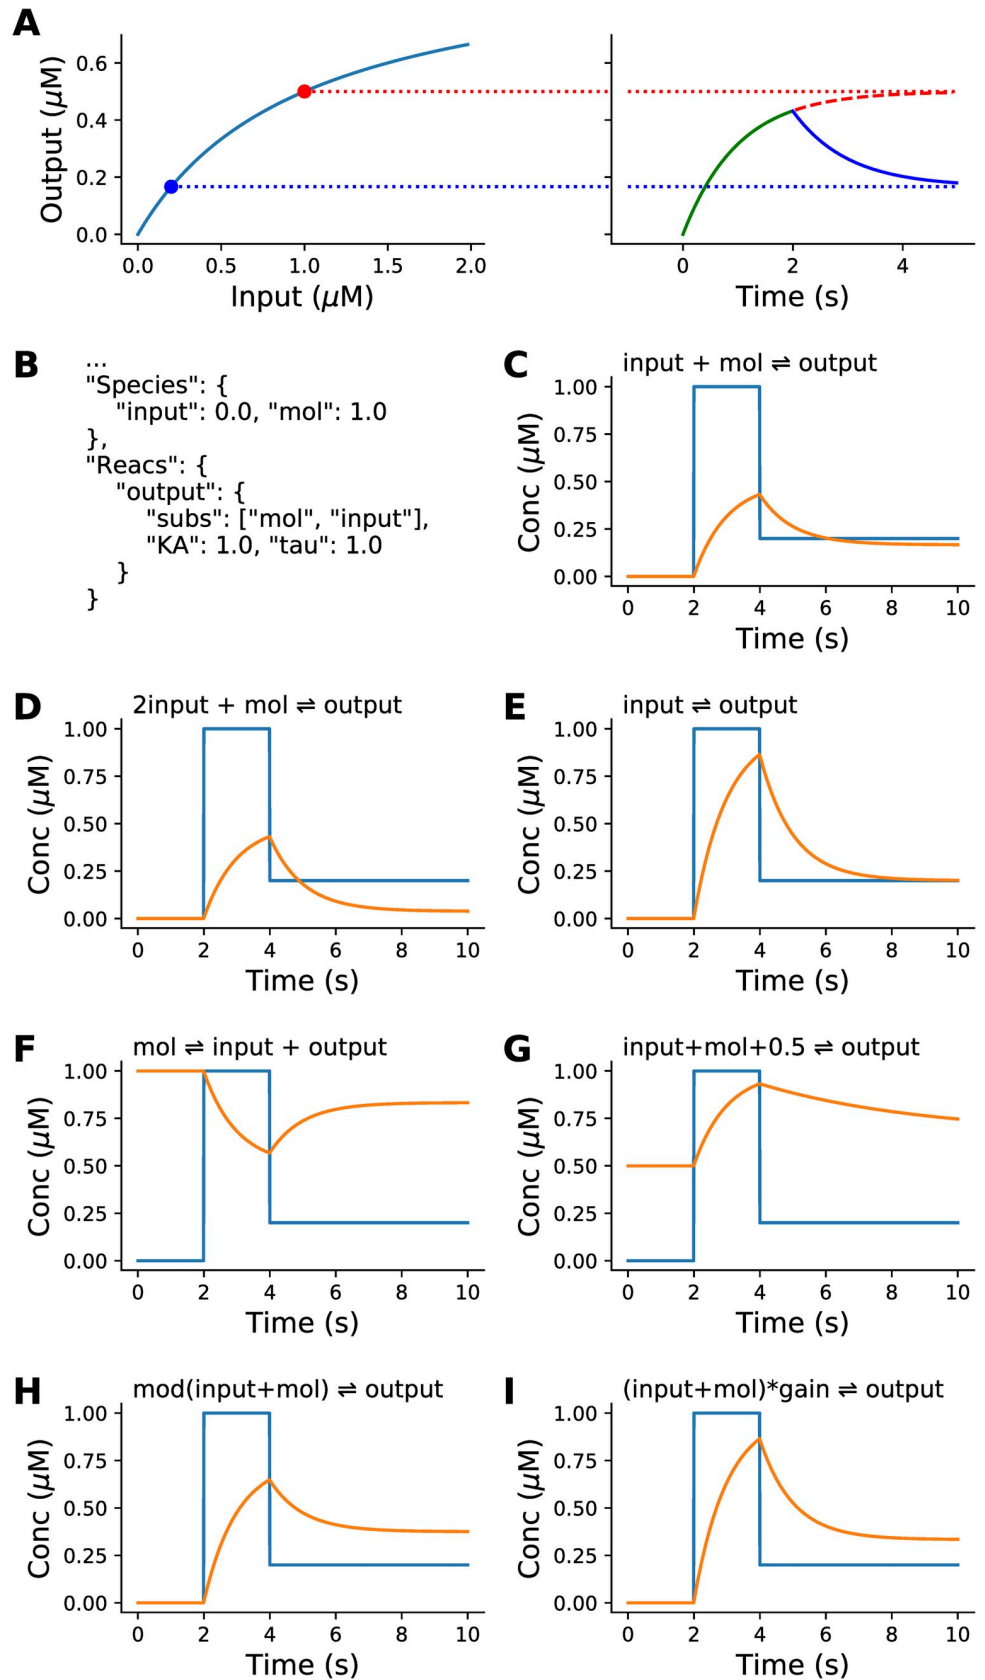 A
Output (μM)
0.6
0.4
0.2
0.0
0.0 0.5 1.0 1.5 2.0
Input (μM)
0 2 4
Time (s)
B
...
"Species": {
"input": 0.0, "mol": 1.0
},
"Reacs": {
"output": {
"subs": ["mol", "input"],
"KA": 1.0, "tau": 1.0
}
}
C
input + mol ⇌ output
Conc (μM)
1.00
0.75
0.50
0.25
0.00
0 2 4 6 8 10
Time (s)
D
2input + mol ⇌ output
Conc (μM)
1.00
0.75
0.50
0.25
0.00
0 2 4 6 8 10
Time (s)
E
input ⇌ output
Conc (μM)
1.00
0.75
0.50
0.25
0.00
0 2 4 6 8 10
Time (s)
F
mol ⇌ input + output
Conc (μM)
1.00
0.75
0.50
0.25
0.00
0 2 4 6 8 10
Time (s)
G
input+mol+0.5 ⇌ output
Conc (μM)
1.00
0.75
0.50
0.25
0.00
0 2 4 6 8 10
Time (s)
H
mod(input+mol) ⇌ output
Conc (μM)
1.00
0.75
0.50
0.25
0.00
0 2 4 6 8 10
Time (s)
I
(input+mol)*gain ⇌ output
Conc (μM)
1.00
0.75
0.50
0.25
0.00
0 2 4 6 8 10
Time (s)